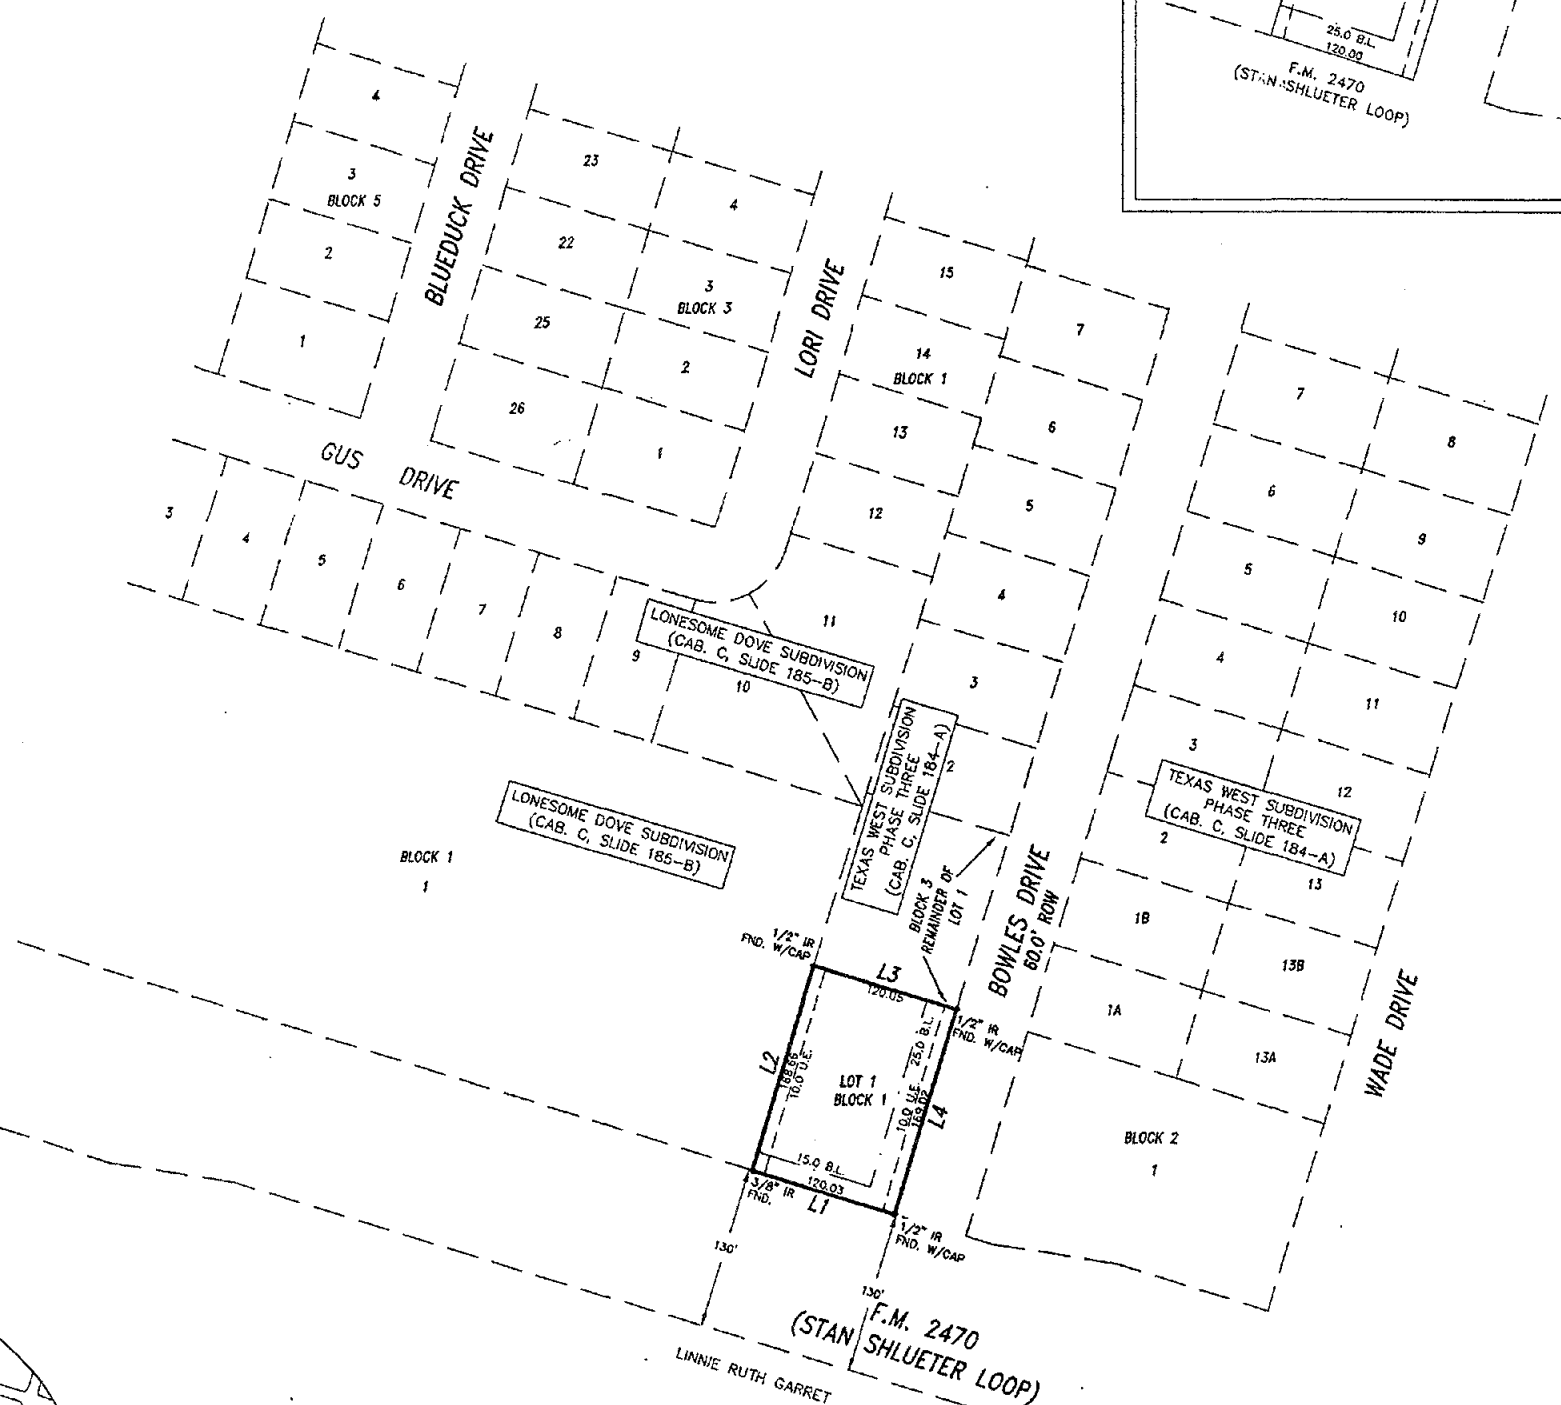 25.0 B.L.
120.00
F.M. 2470
SHLUETER LOOP)
4
3
BLOCK 5
2
1
BLUEDUCK DRIVE
23
22
25
26
4
3
BLOCK 3
2
1
LORI DRIVE
15
14
BLOCK 1
13
12
11
7
6
5
4
3
2
7
6
5
4
3
2
1B
1A
8
9
10
11
12
13
13B
13A
GUS DRIVE
3
4
5
6
7
8
9
10
LONESOME DOVE SUBDIVISION
(CAB. C, SLIDE 185-B)
TEXAS WEST SUBDIVISION
PHASE THREE
(CAB. C, SLIDE 184-A)
TEXAS WEST SUBDIVISION
PHASE THREE
(CAB. C, SLIDE 184-A)
LONESOME DOVE SUBDIVISION
(CAB. C, SLIDE 185-B)
BLOCK 1
1
BLOCK 3
REMAINDER OF
LOT 1
BOWLES DRIVE
60.0' ROW
WADE DRIVE
1/2" IR
FND. W/CAP
L3
120.05
1/2" IR
FND. W/CAP
L2
168.66
10.0 U.E.
25.0 B.L.
LOT 1
BLOCK 1
10.0 U.E.
169.02
L4
15.0 B.L.
120.03
L1
3/8" IR
FND.
1/2" IR
FND. W/CAP
BLOCK 2
1
130'
130'
F.M. 2470
(STAN SHLUETER LOOP)
LINNIE RUTH GARRET